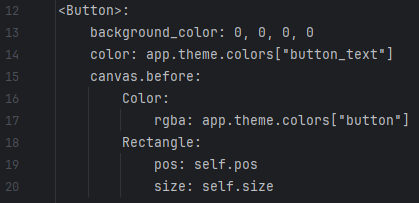 12 <Button>:
13     background_color: 0, 0, 0, 0
14     color: app.theme.colors["button_text"]
15     canvas.before:
16         Color:
17             rgba: app.theme.colors["button"]
18         Rectangle:
19             pos: self.pos
20             size: self.size